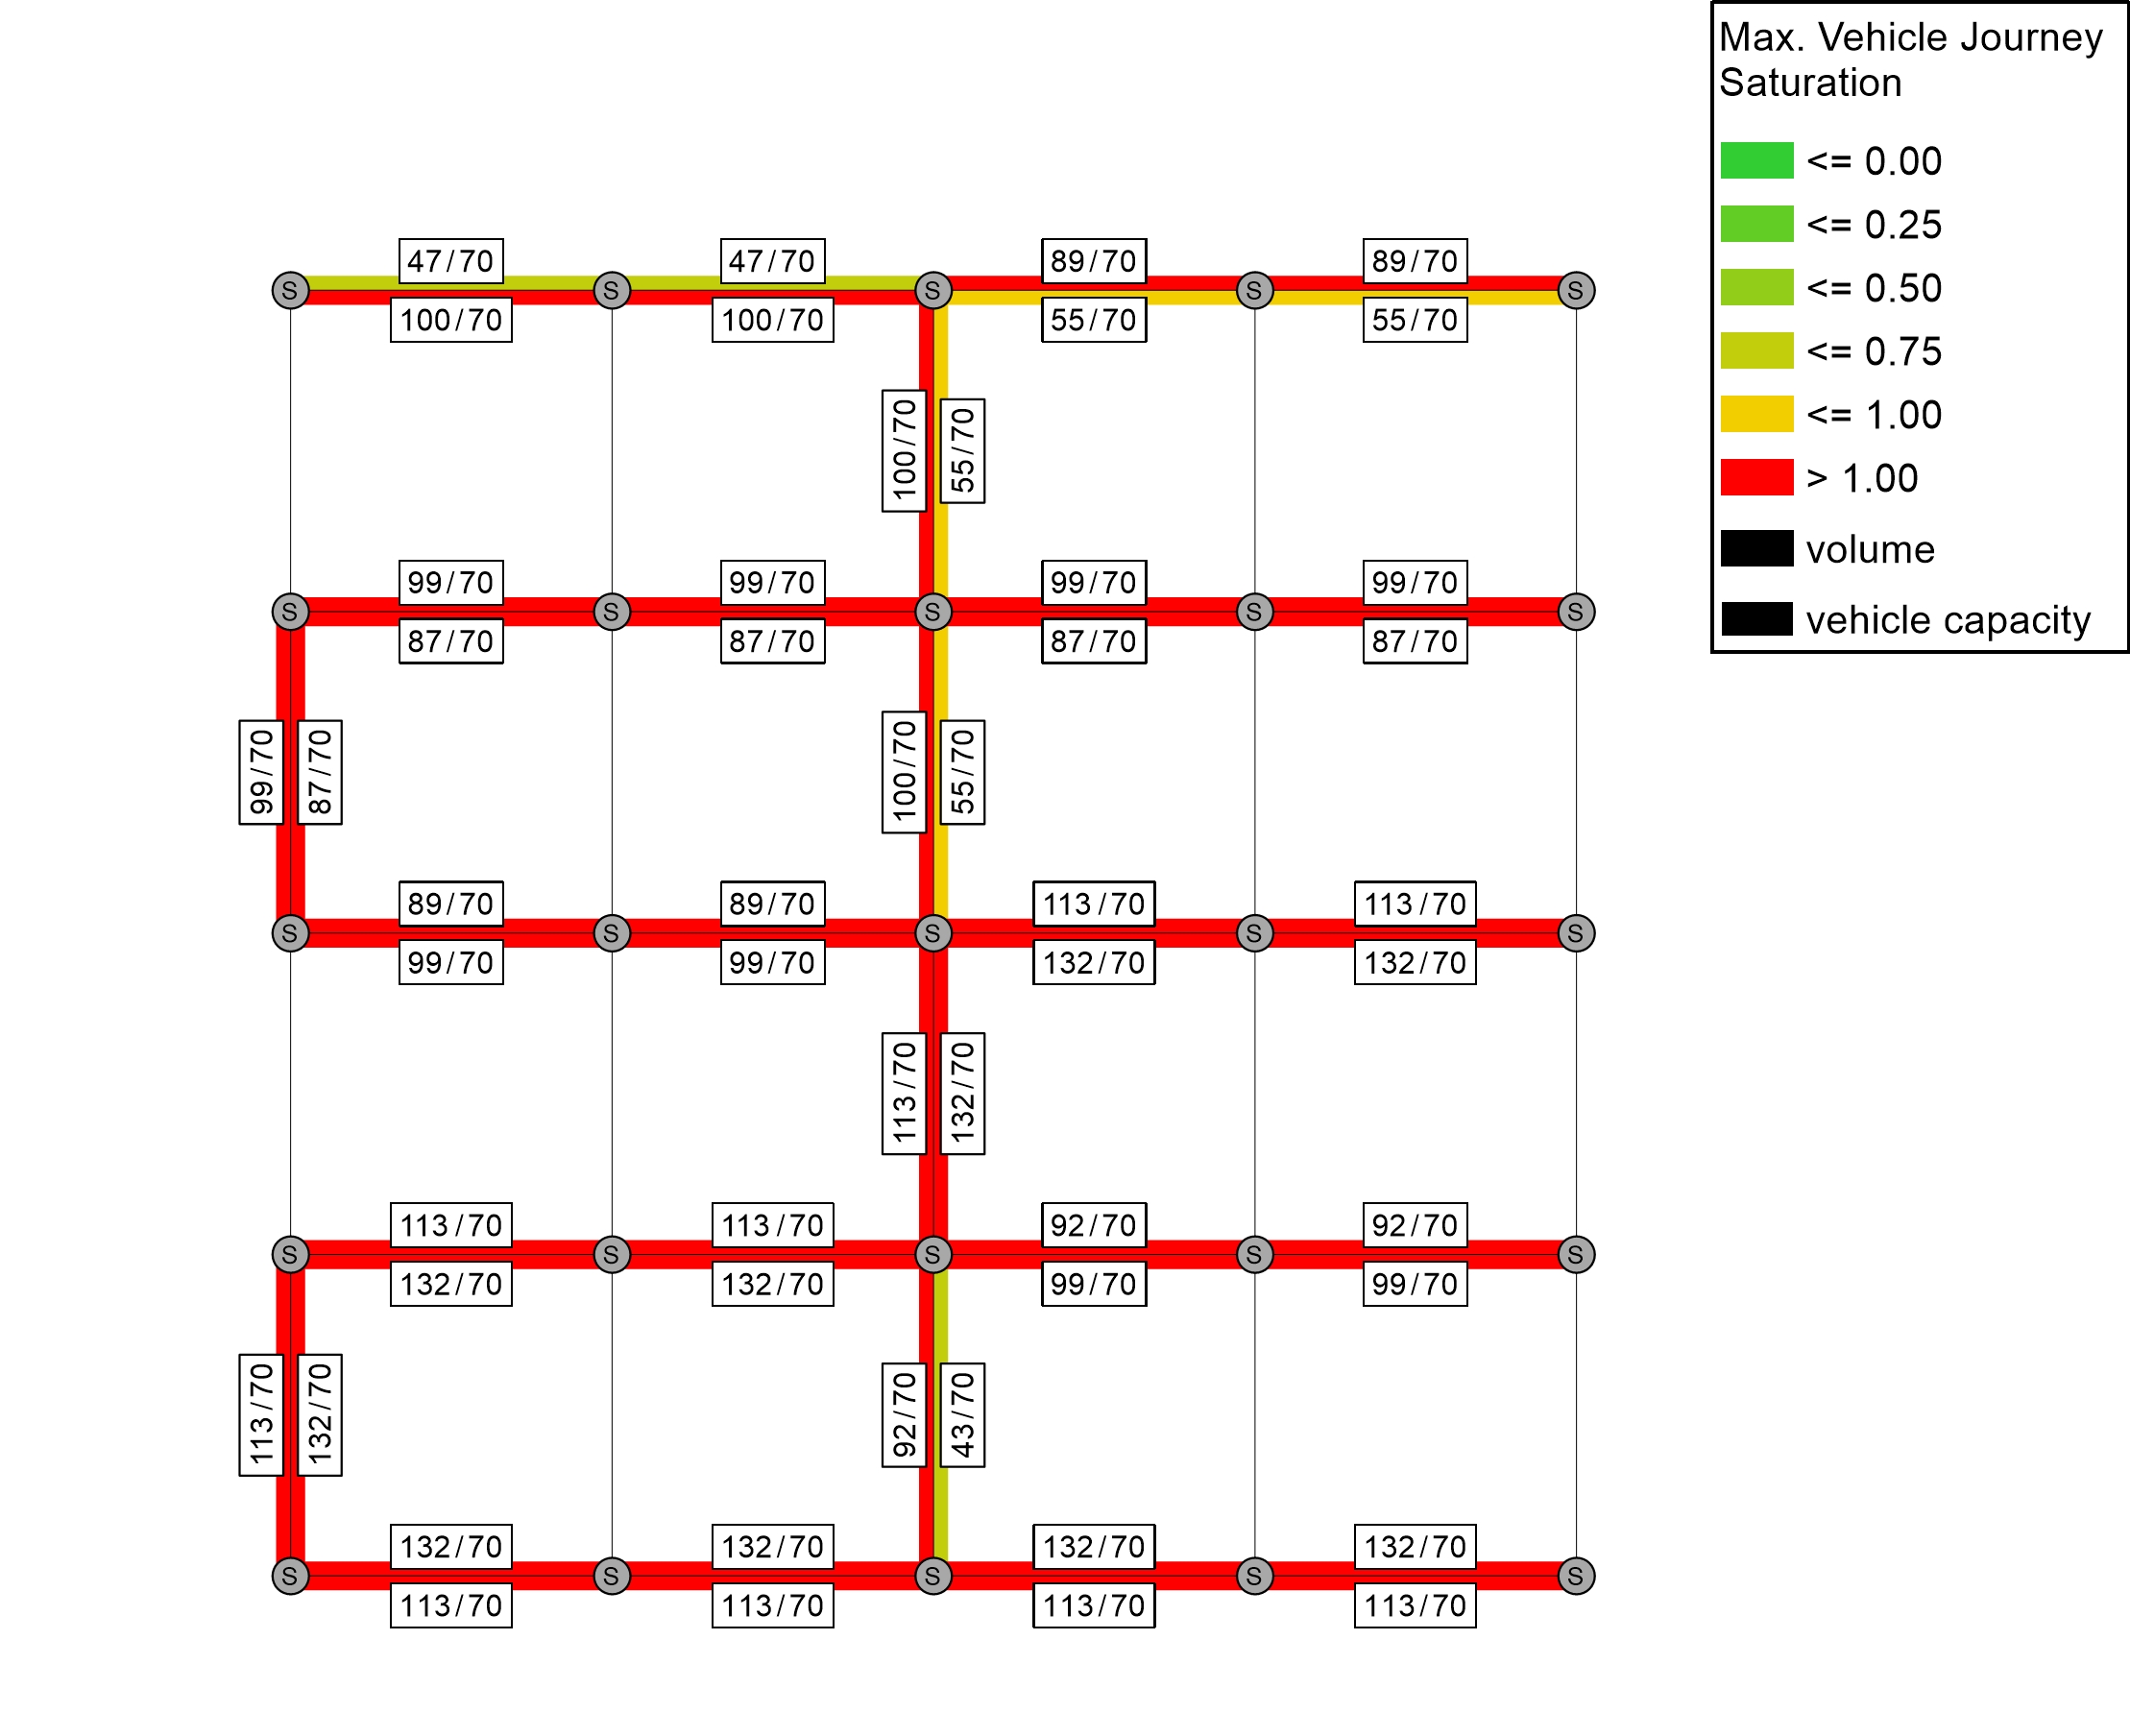 Max. Vehicle Journey
Saturation
<= 0.00
<= 0.25
<= 0.50
<= 0.75
<= 1.00
> 1.00
volume
vehicle capacity
47/70 47/70 89/70 89/70
S S S S S
100/70 100/70 55/70 55/70
100/70 55/70
99/70 99/70 99/70 99/70
S S S S S
87/70 87/70 87/70 87/70
99/70 87/70 100/70 55/70
89/70 89/70 113/70 113/70
S S S S S
99/70 99/70 132/70 132/70
113/70 132/70
113/70 113/70 92/70 92/70
S S S S S
132/70 132/70 99/70 99/70
113/70 132/70 92/70 43/70
132/70 132/70 132/70 132/70
S S S S S
113/70 113/70 113/70 113/70